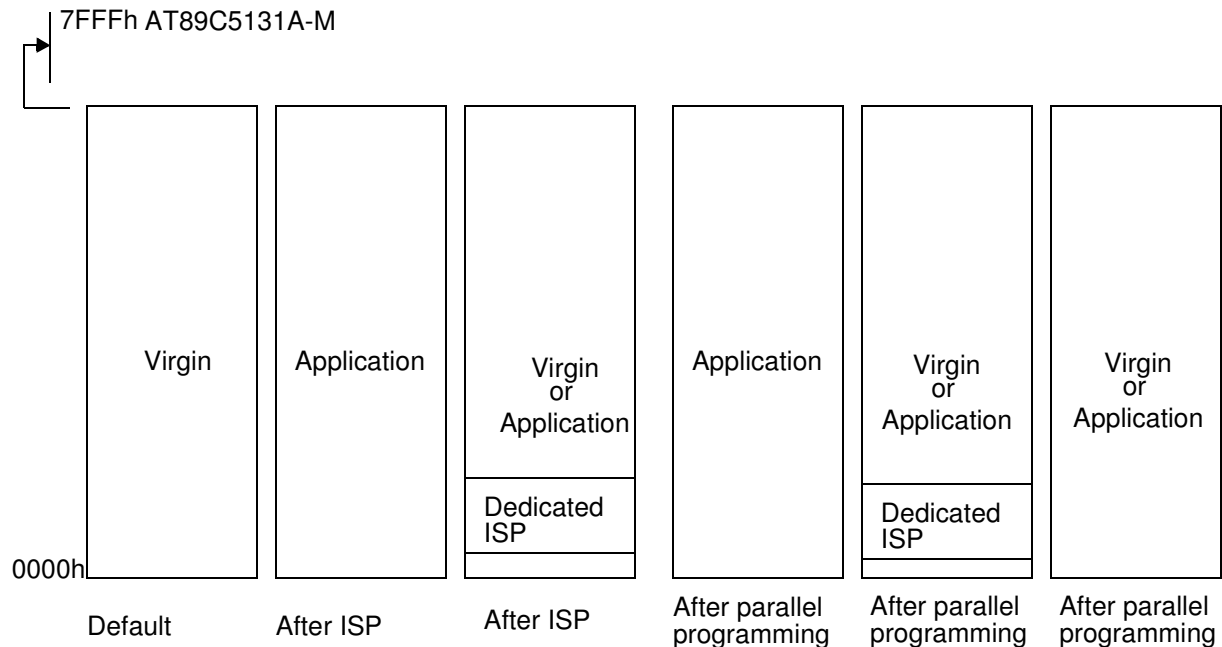 7FFFh AT89C5131A-M
Virgin
Application
Virgin
or
Application
Application
Virgin
or
Application
Virgin
or
Application
Dedicated
ISP
Dedicated
ISP
0000h
Default
After ISP
After ISP
After parallel
programming
After parallel
programming
After parallel
programming